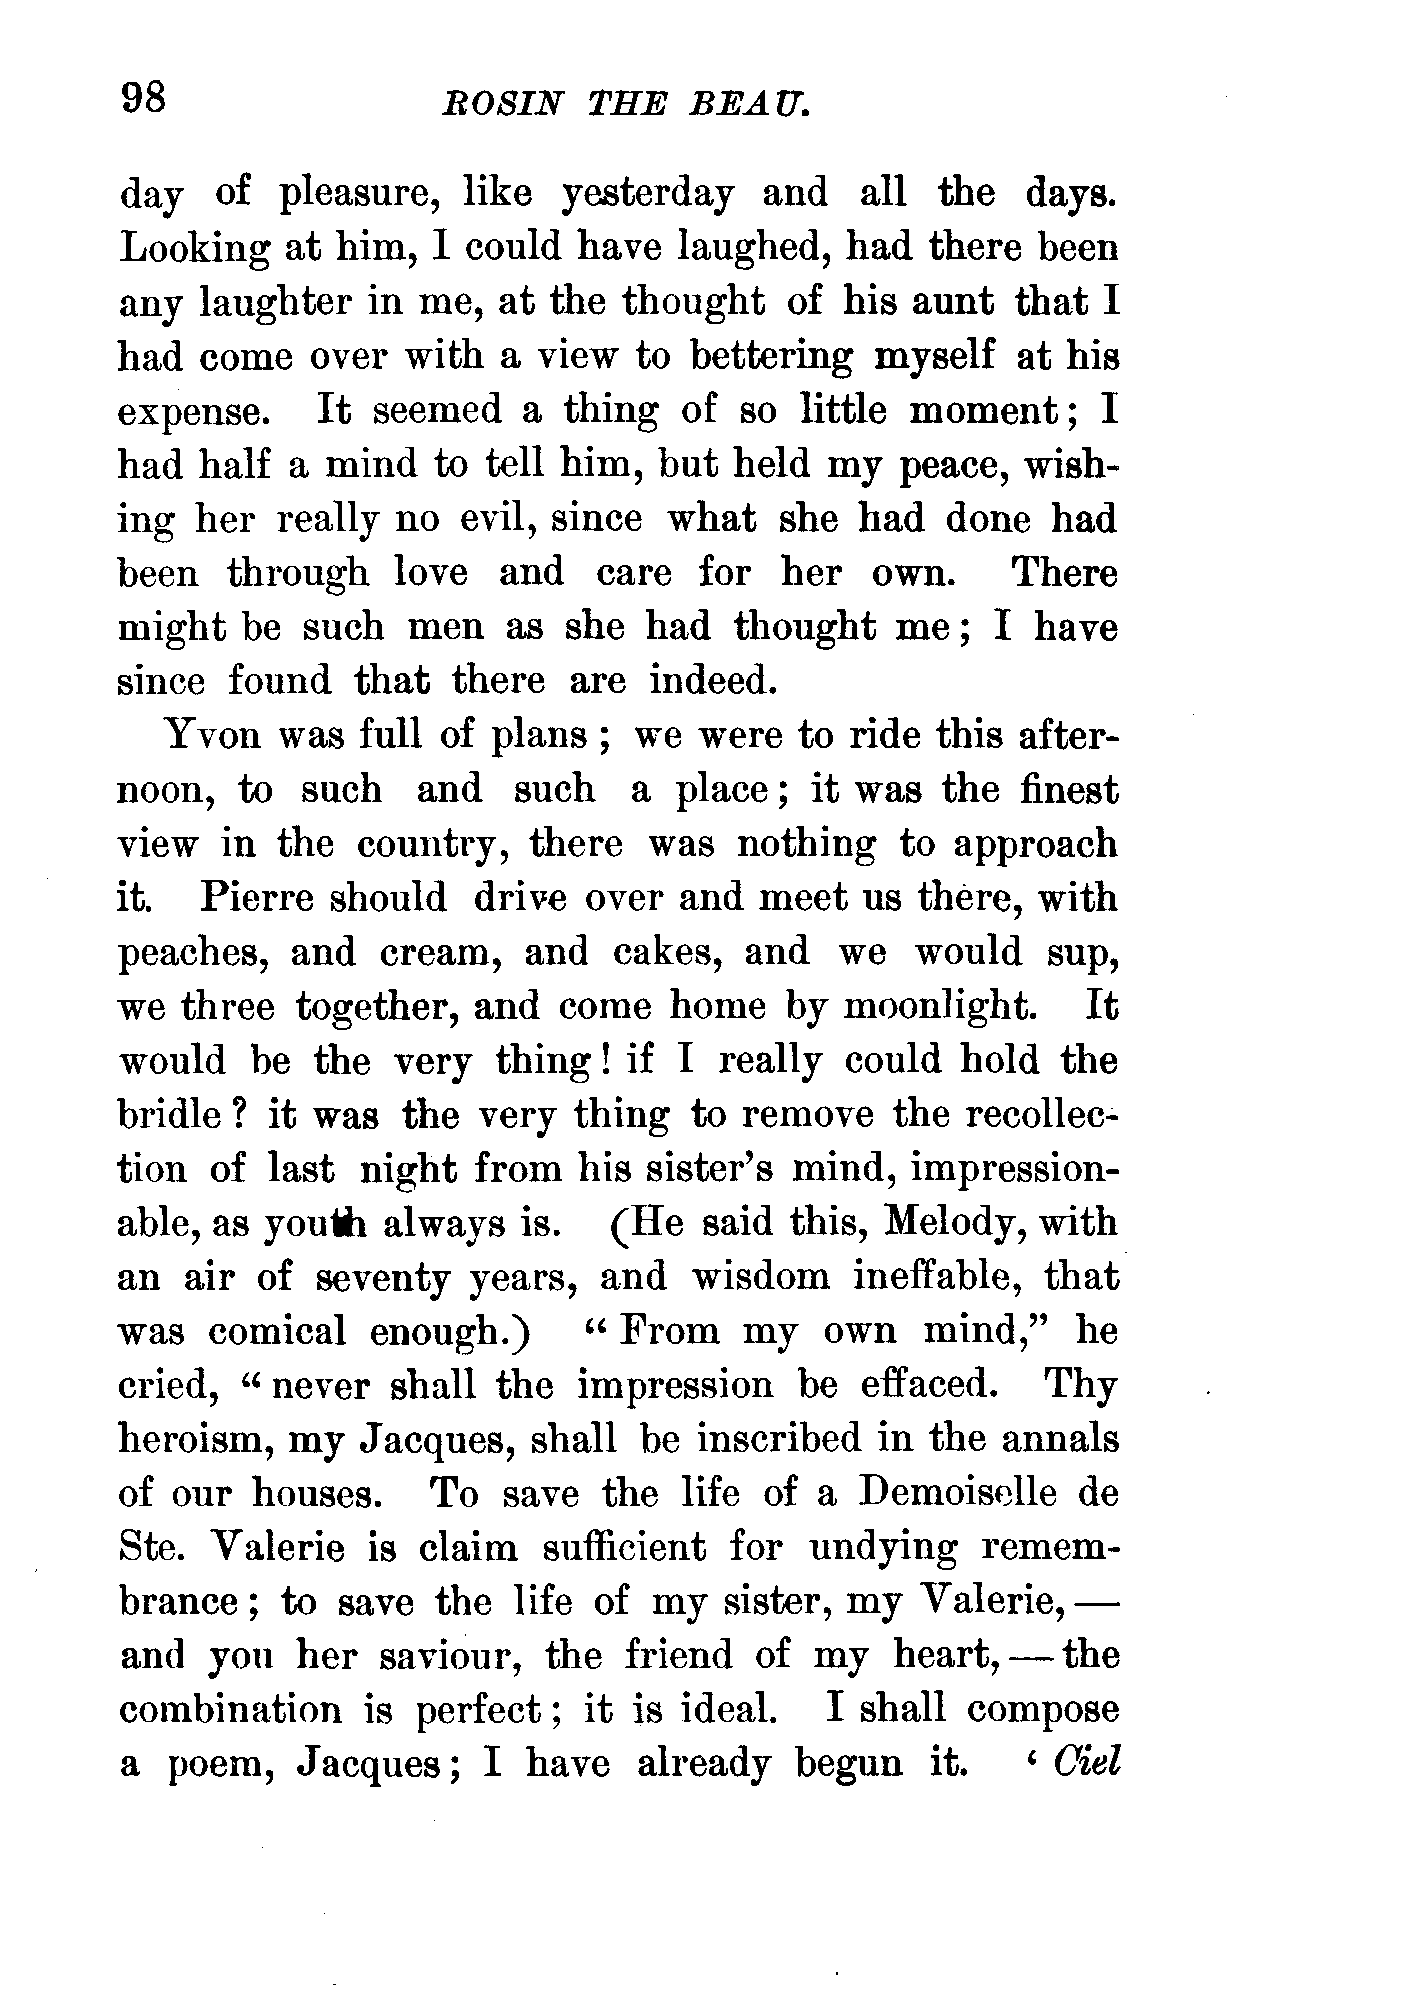 98
ROSIN THE BEAU.
day of pleasure, like yesterday and all the days.
Looking at him, I could have laughed, had there been
any laughter in me, at the thought of his aunt that I
had come over with a view to bettering myself at his
expense. It seemed a thing of so little moment; I
had half a mind to tell him, but held my peace, wish-
ing her really no evil, since what she had done had
been through love and care for her own. There
might be such men as she had thought me; I have
since found that there are indeed.
Yvon was full of plans; we were to ride this after-
noon, to such and such a place; it was the finest
view in the country, there was nothing to approach
it. Pierre should drive over and meet us there, with
peaches, and cream, and cakes, and we would sup,
we three together, and come home by moonlight. It
would be the very thing! if I really could hold the
bridle? it was the very thing to remove the recollec-
tion of last night from his sister's mind, impression-
able, as youth always is. (He said this, Melody, with
an air of seventy years, and wisdom ineffable, that
was comical enough.) "From my own mind," he
cried, "never shall the impression be effaced. Thy
heroism, my Jacques, shall be inscribed in the annals
of our houses. To save the life of a Demoiselle de
Ste. Valerie is claim sufficient for undying remem-
brance; to save the life of my sister, my Valerie,—
and you her saviour, the friend of my heart,—the
combination is perfect; it is ideal. I shall compose
a poem, Jacques; I have already begun it. ‘Ciel